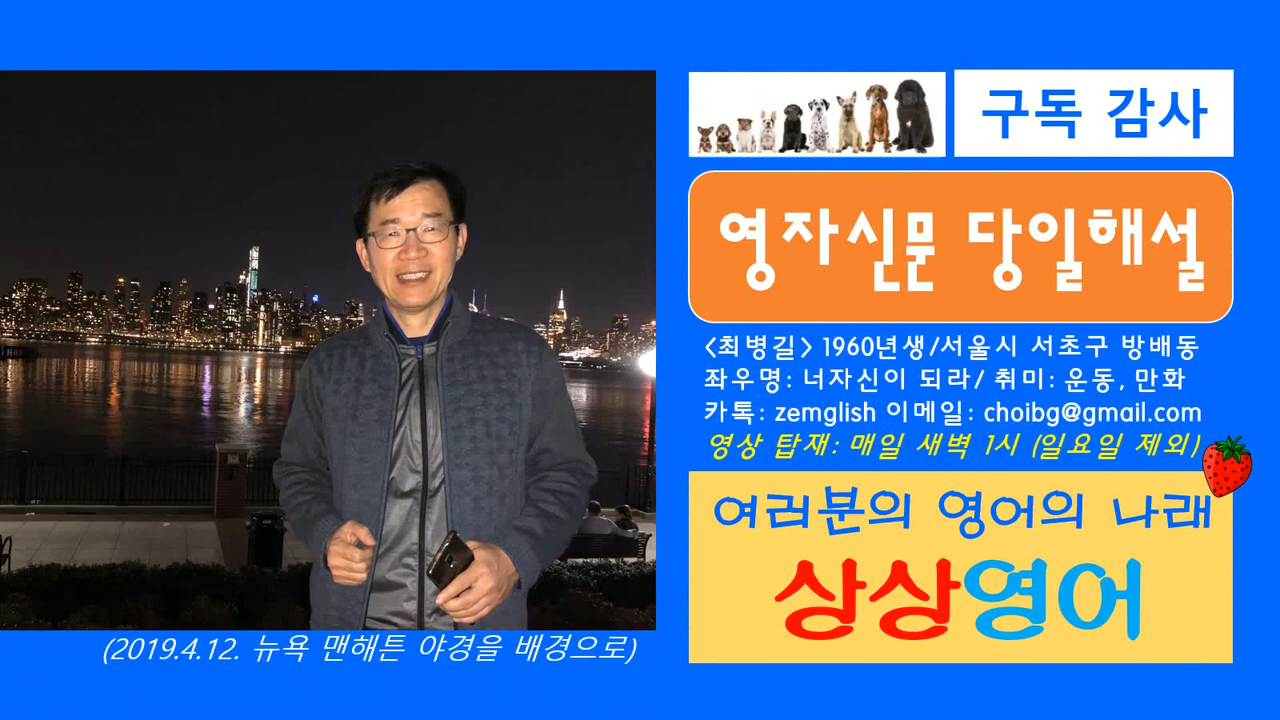 구독 감사
영자신문 당일해설
<최병길> 1960년생/서울시 서초구 방배동
좌우명: 너자신이 되라/ 취미: 운동, 만화
카톡: zemglish 이메일: choibg@gmail.com
영상 탑재: 매일 새벽 1시 (일요일 제외)
여러분의 영어의 나래
상상영어
(2019.4.12. 뉴욕 맨해튼 야경을 배경으로)